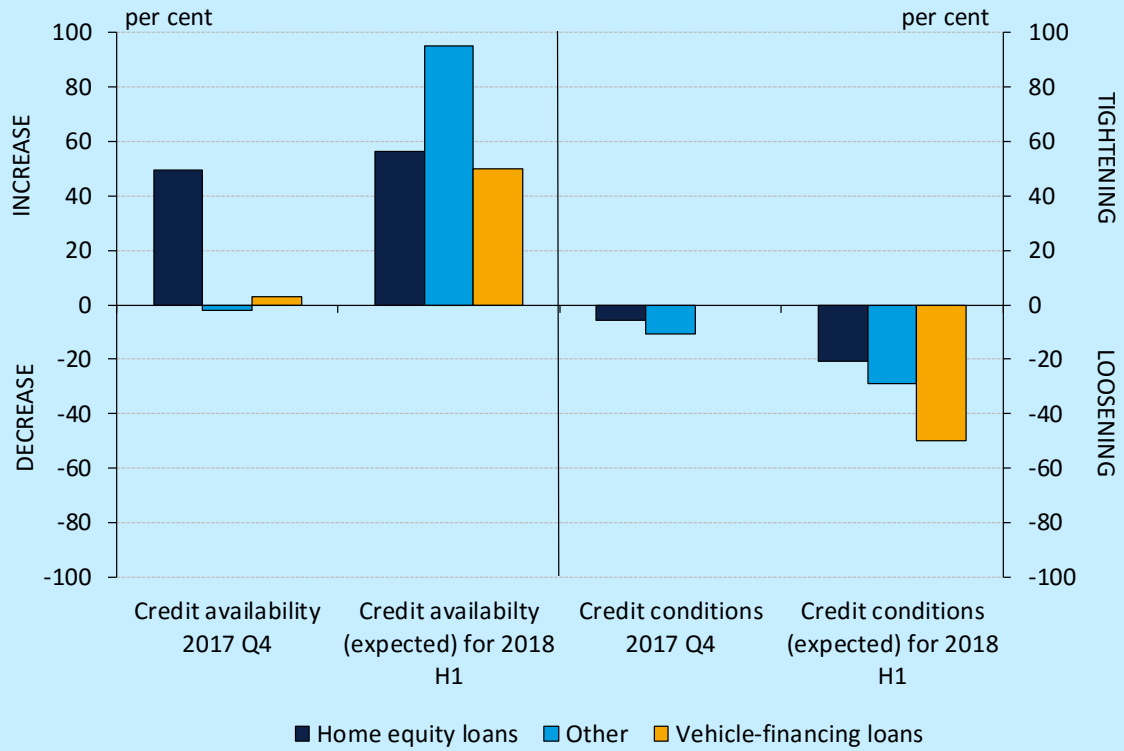 per cent
per cent
100
80
60
40
20
0
-20
-40
-60
-80
-100
INCREASE
DECREASE
100
80
60
40
20
0
-20
-40
-60
-80
-100
TIGHTENING
LOOSENING
Credit availability
2017 Q4
Credit availabilty
(expected) for 2018
H1
Credit conditions
2017 Q4
Credit conditions
(expected) for 2018
H1
Home equity loans
Other
Vehicle-financing loans